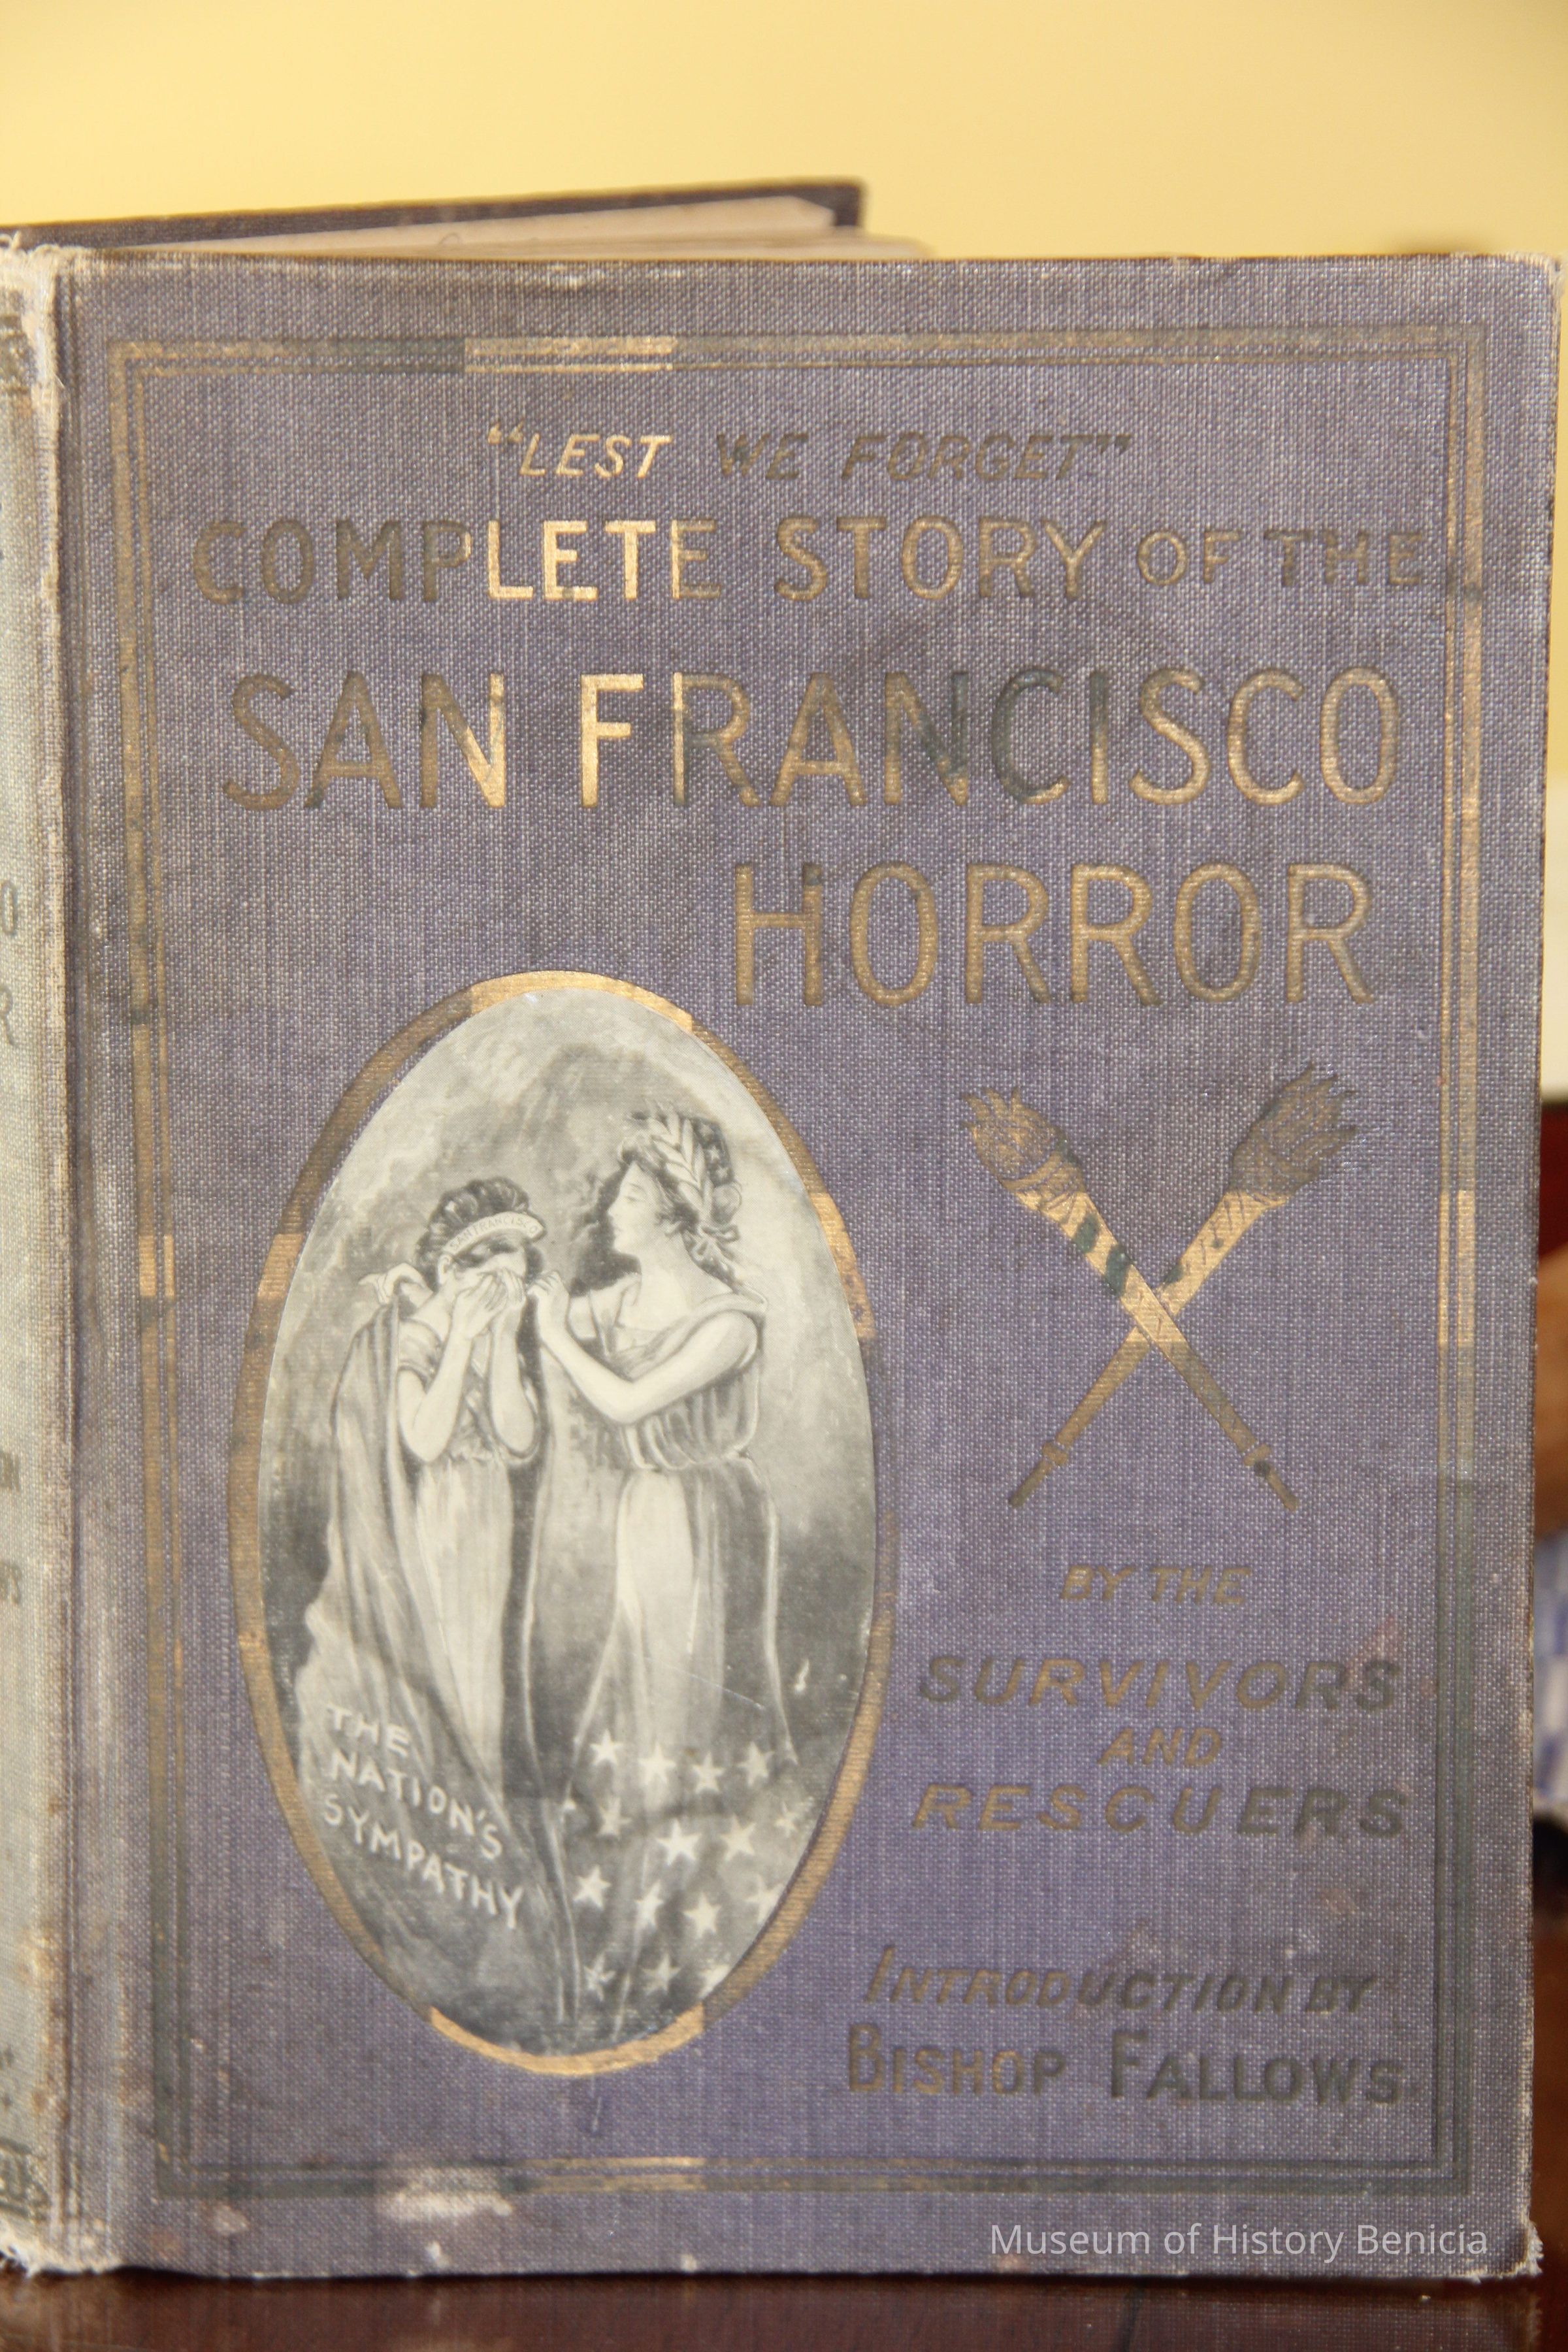 "LEST WE FORGET"
COMPLETE STORY OF THE
SAN FRANCISCO
HORROR
SAN FRANCISCO
THE
NATION'S
SYMPATHY
BY THE
SURVIVORS
AND
RESCUERS
INTRODUCTION BY
BISHOP FALLOWS
Museum of History Benicia